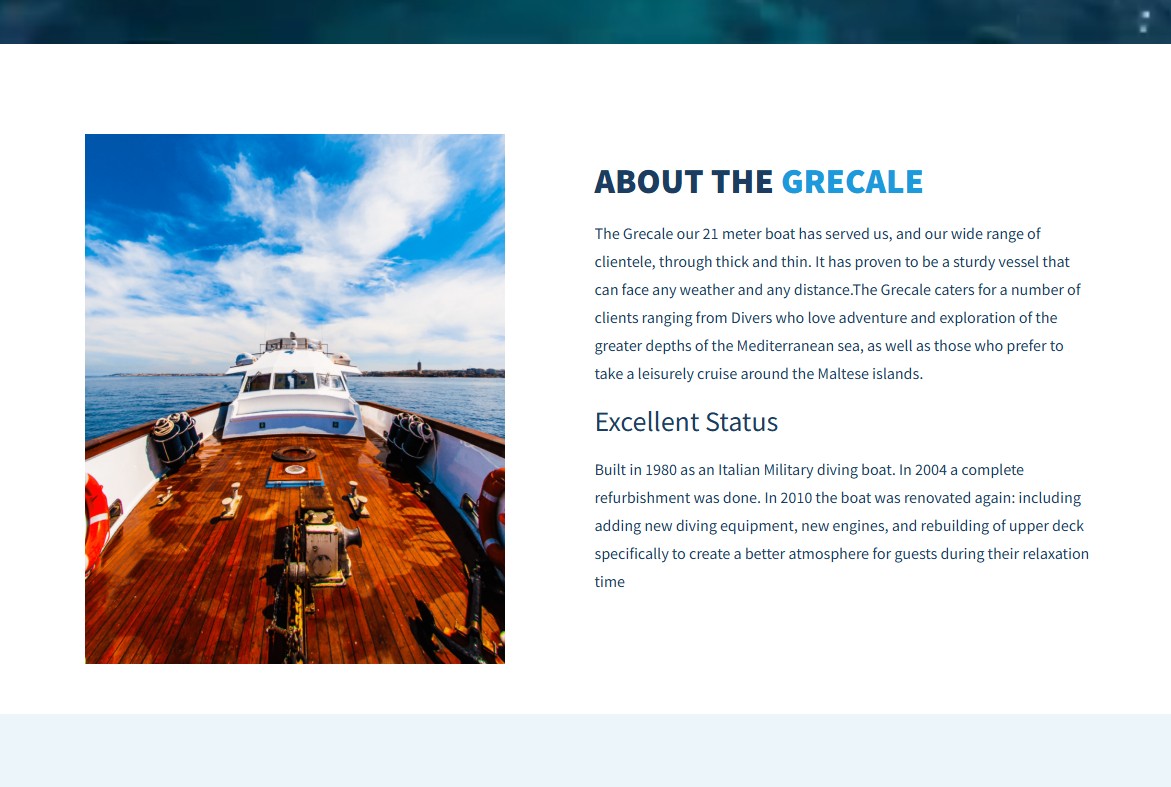 ABOUT THE GRECALE
The Grecale our 21 meter boat has served us, and our wide range of
clientele, through thick and thin. It has proven to be a sturdy vessel that
can face any weather and any distance.The Grecale caters for a number of
clients ranging from Divers who love adventure and exploration of the
greater depths of the Mediterranean sea, as well as those who prefer to
take a leisurely cruise around the Maltese islands.
Excellent Status
Built in 1980 as an Italian Military diving boat. In 2004 a complete
refurbishment was done. In 2010 the boat was renovated again: including
adding new diving equipment, new engines, and rebuilding of upper deck
specifically to create a better atmosphere for guests during their relaxation
time